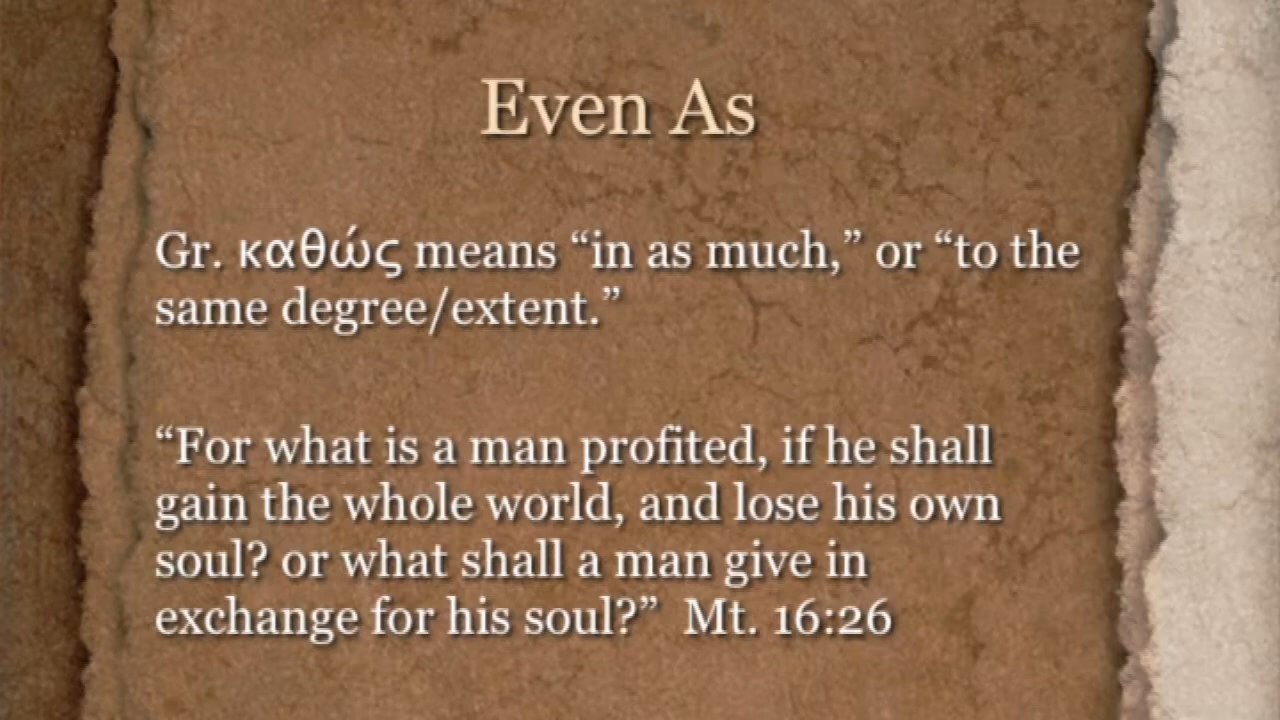 Even As
Gr. καθώς means “in as much,” or “to the
same degree/extent.”
“For what is a man profited, if he shall
gain the whole world, and lose his own
soul? or what shall a man give in
exchange for his soul?”  Mt. 16:26